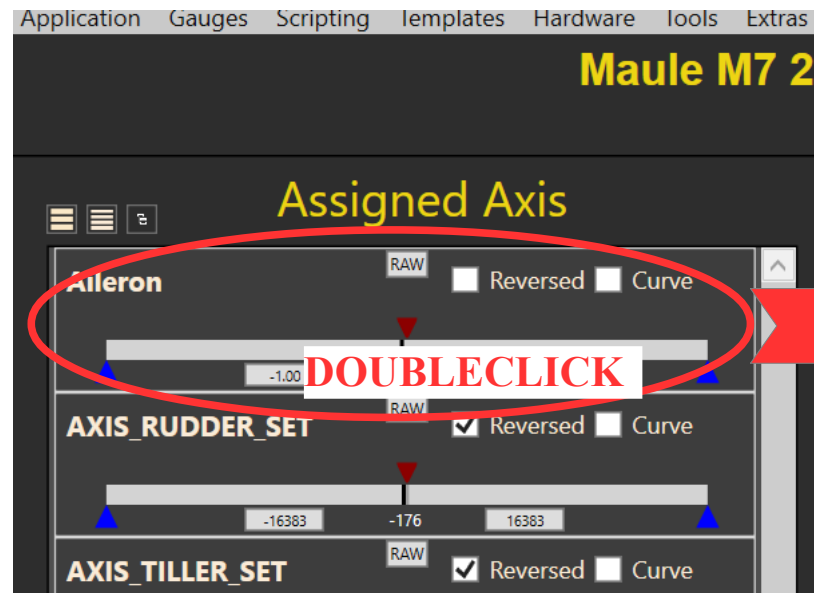 Application Gauges Scripting Templates Hardware Tools Extras
Maule M7 2
Assigned Axis
Aileron RAW Reversed Curve
-1.00 DOUBLECLICK
AXIS_RUDDER_SET RAW Reversed Curve
-16383 -176 16383
AXIS_TILLER_SET RAW Reversed Curve